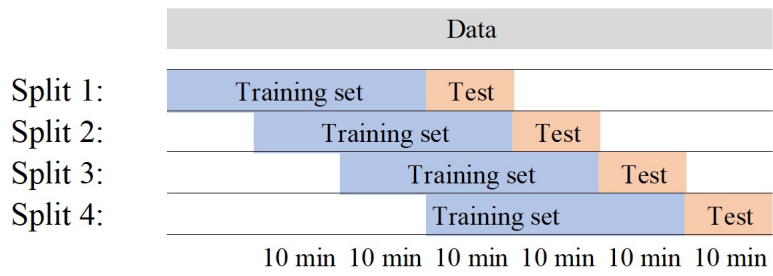 Data
Split 1: Training set Test
Split 2: Training set Test
Split 3: Training set Test
Split 4: Training set Test
10 min 10 min 10 min 10 min 10 min 10 min